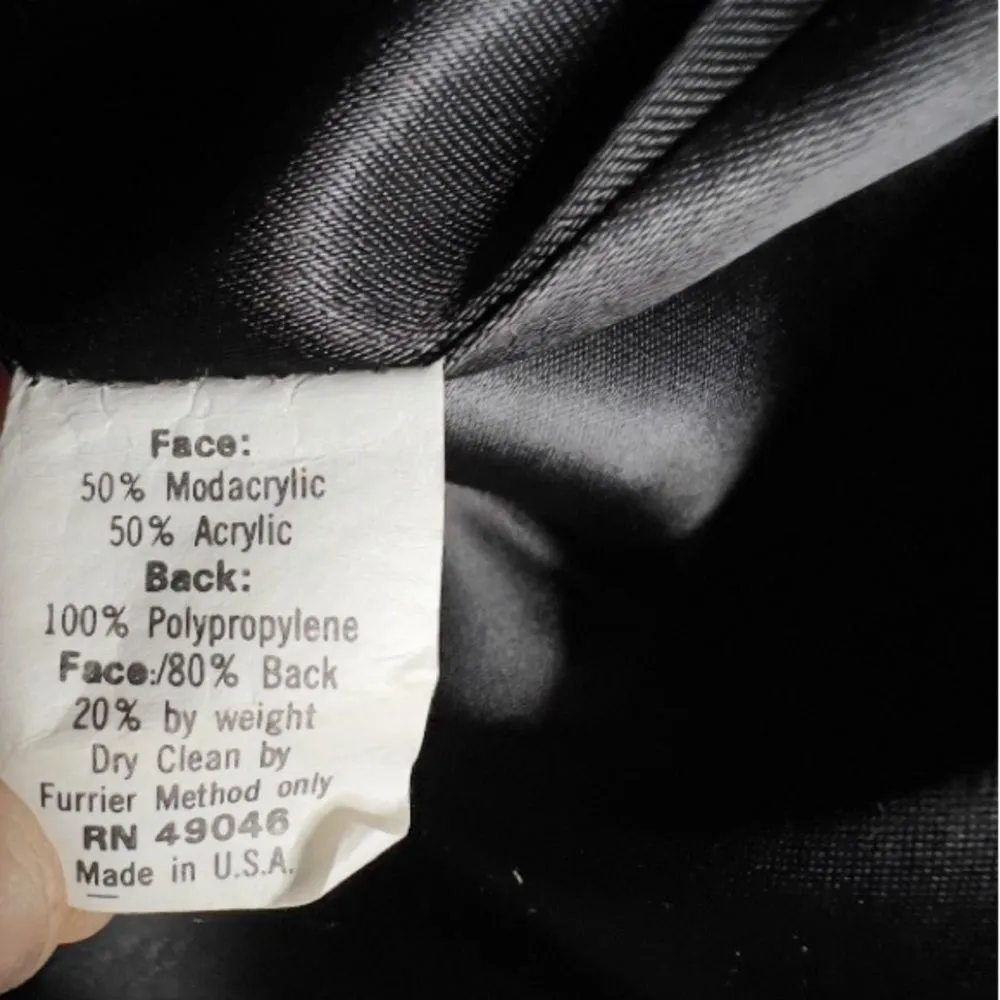 Face:
50% Modacrylic
50% Acrylic
Back:
100% Polypropylene
Face:/80% Back
20% by weight
Dry Clean by
Furrier Method only
RN 49046
Made in U.S.A.